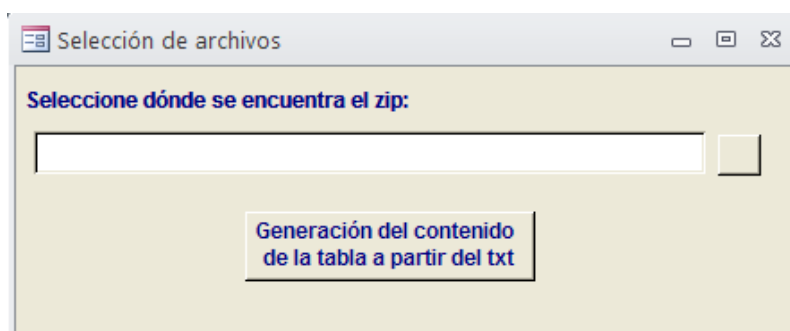 Selección de archivos
Seleccione dónde se encuentra el zip:
Generación del contenido
de la tabla a partir del txt